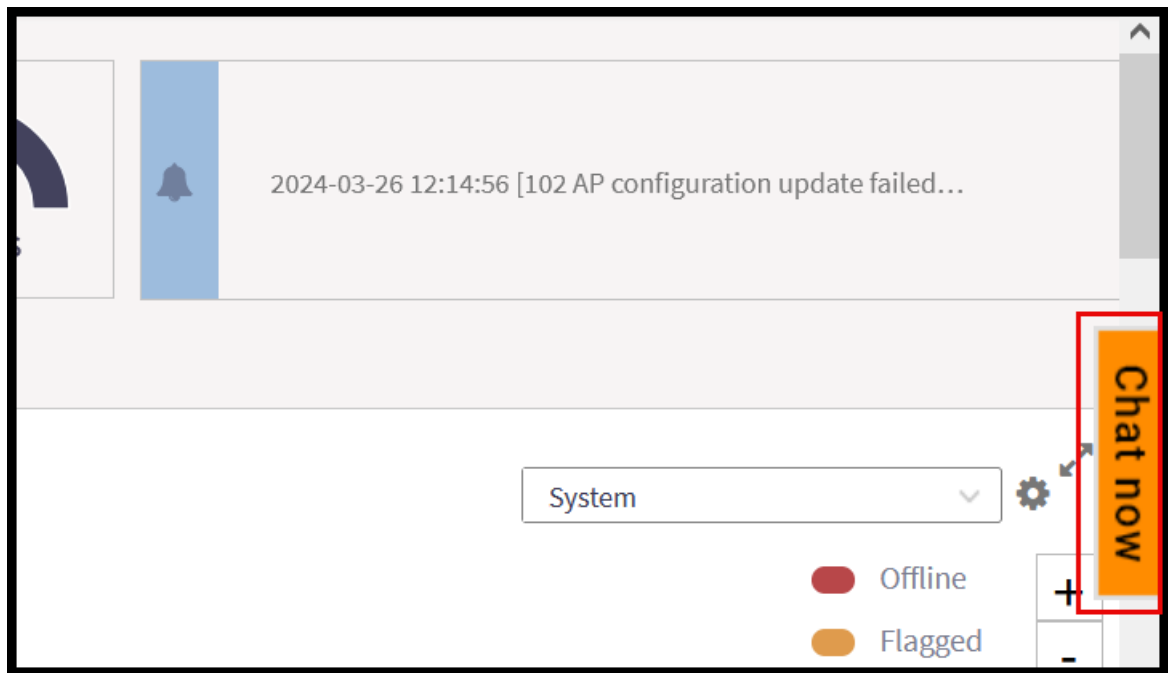 2024-03-26 12:14:56 [102 AP configuration update failed...
s
System
Offline
Flagged
+
-
Chat now